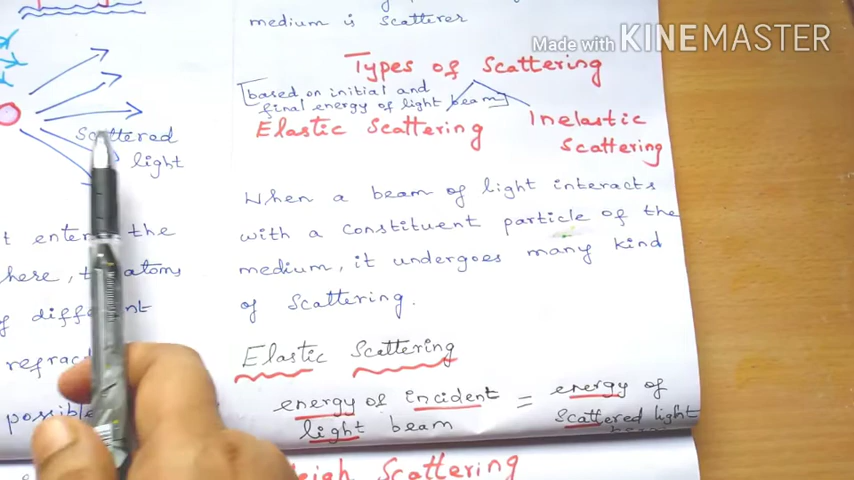 medium is scatterer
Made with KINEMASTER
Types of Scattering
based on initial and
final energy of light beam
Elastic Scattering
Inelastic
Scattering
Scattered
light
When a beam of light interacts
with a constituent particle of the
medium, it undergoes many kind
of scattering.
the
here, atoms
of
refrac
possible
Elastic Scattering
energy of incident
light beam
=
energy of
scattered light
Scattering